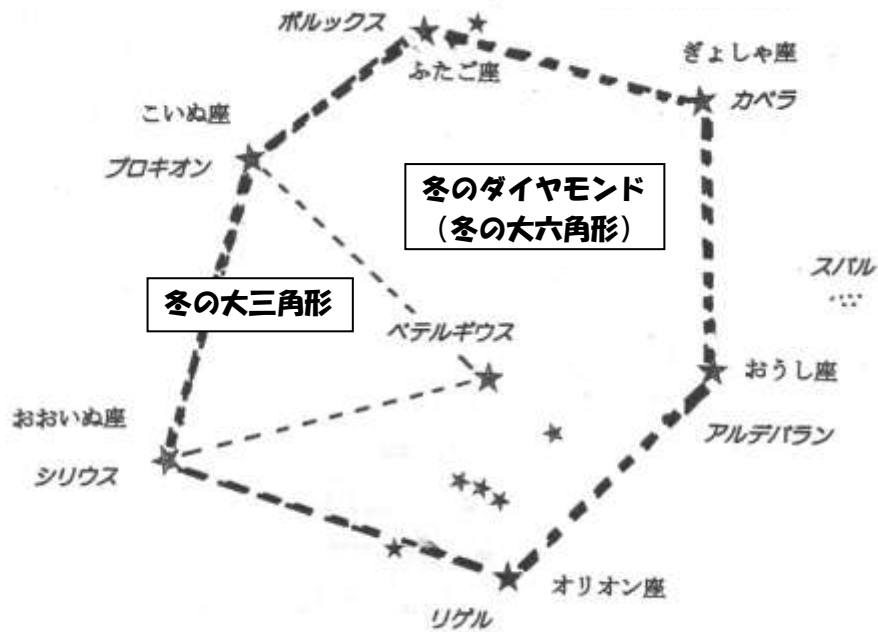 ポルックス
ふたご座
ぎょしゃ座
カペラ
こいぬ座
プロキオン
冬のダイヤモンド
（冬の大六角形）
スバル
冬の大三角形
ベテルギウス
おうし座
アルデバラン
おおいぬ座
シリウス
オリオン座
リゲル